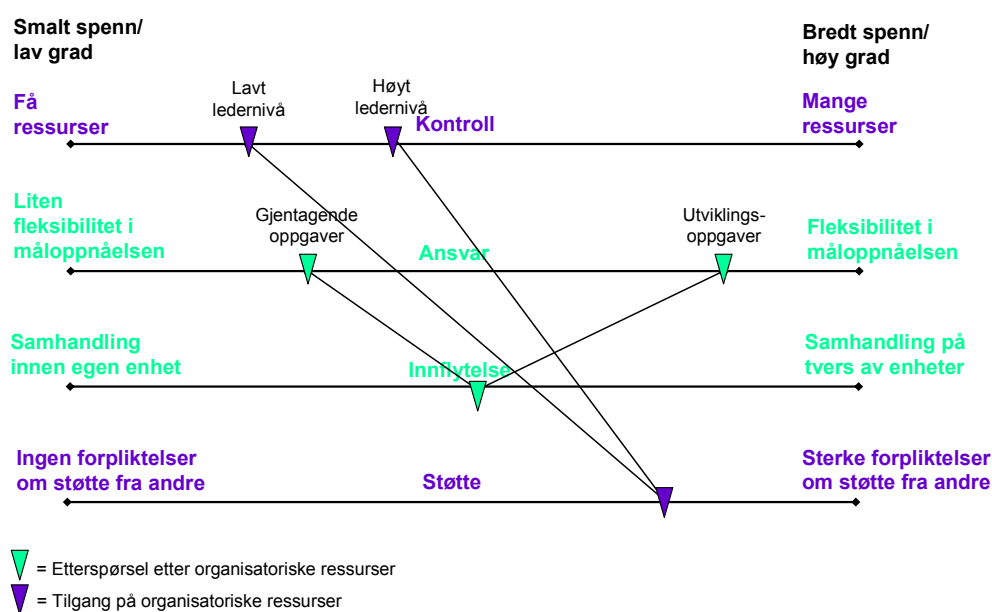 Smalt spenn/
lav grad
Bredt spenn/
høy grad
Få
ressurser
Lavt
ledernivå
Høyt
ledernivå
Kontroll
Mange
ressurser
Liten
fleksibilitet i
måloppnåelsen
Gjentagende
oppgaver
Ansvar
Utviklings-
oppgaver
Fleksibilitet i
måloppnåelsen
Samhandling
innen egen enhet
Innflytelse
Samhandling på
tvers av enheter
Ingen forpliktelser
om støtte fra andre
Støtte
Sterke forpliktelser
om støtte fra andre
= Etterspørsel etter organisatoriske ressurser
= Tilgang på organisatoriske ressurser